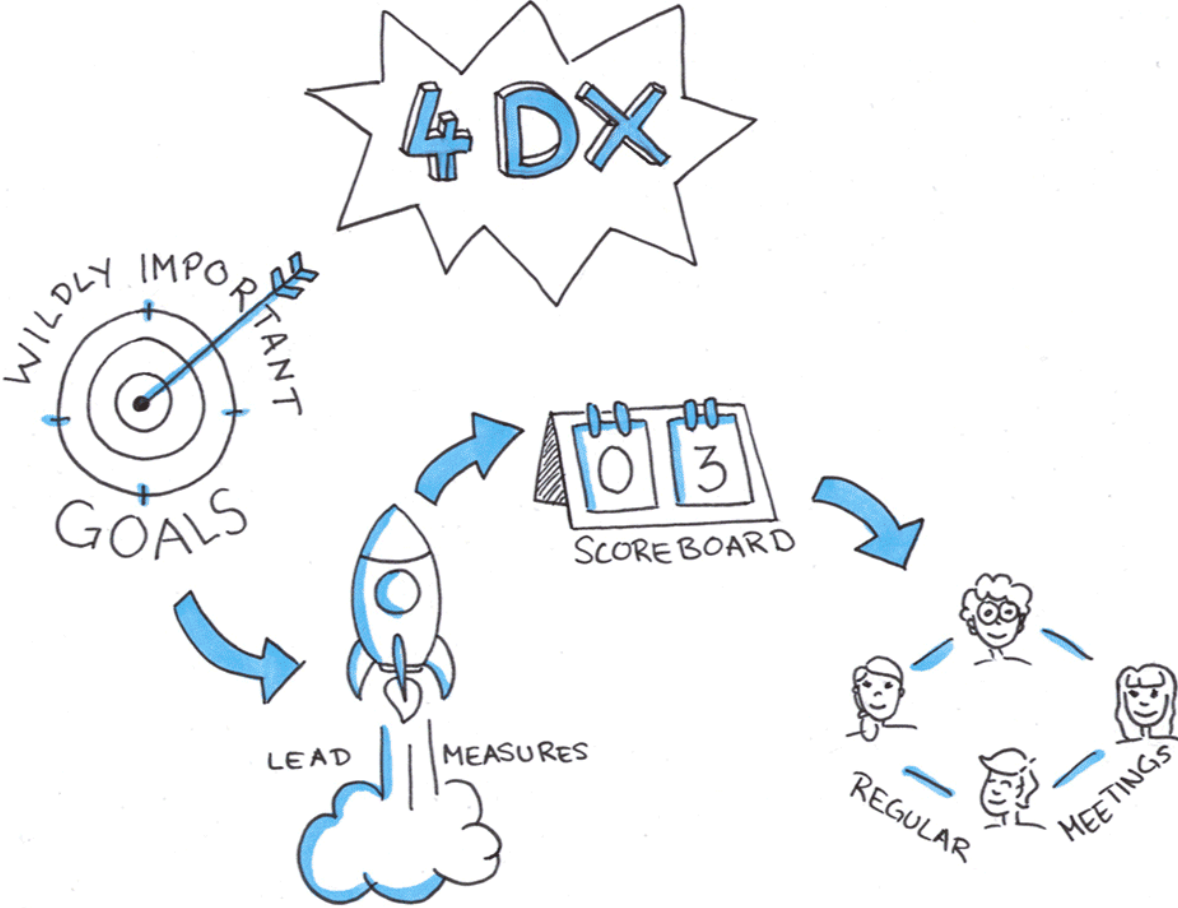 4DX
WILDLY IMPORTANT
GOALS
LEAD MEASURES
0 3
SCOREBOARD
REGULAR MEETINGS